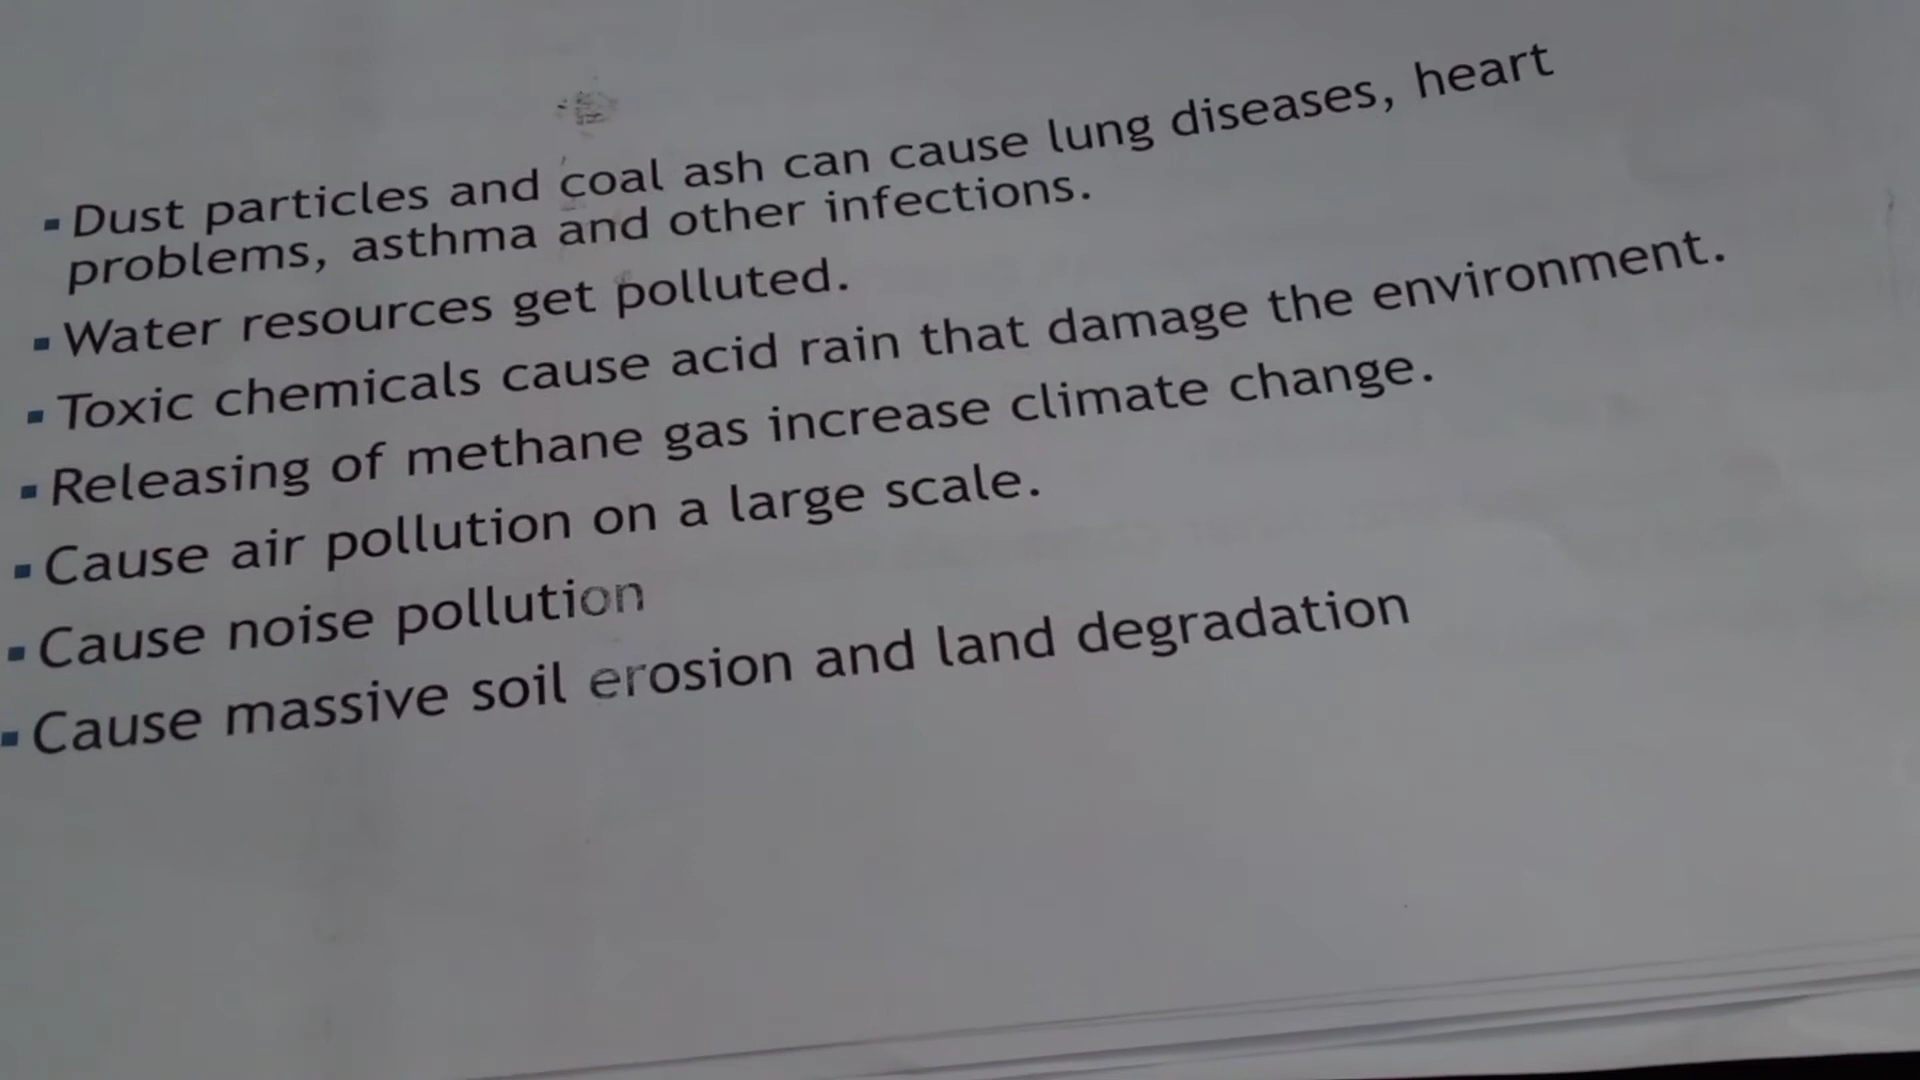 ▪ Dust particles and coal ash can cause lung diseases, heart
problems, asthma and other infections.
▪ Water resources get polluted.
▪ Toxic chemicals cause acid rain that damage the environment.
▪ Releasing of methane gas increase climate change.
▪ Cause air pollution on a large scale.
▪ Cause noise pollution
▪ Cause massive soil erosion and land degradation